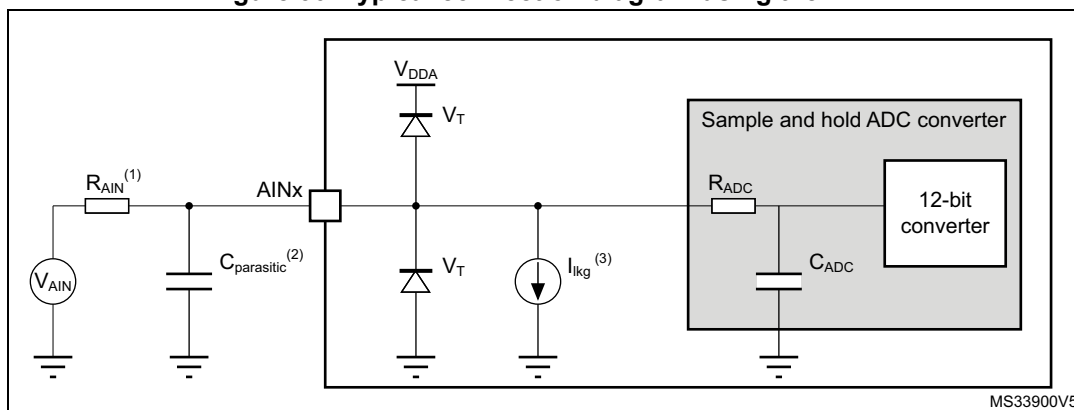 V_DDA
V_T
Sample and hold ADC converter
R_AIN(1)
AINx
R_ADC
12-bit
converter
V_AIN
C_parasitic(2)
V_T
I_lkg(3)
C_ADC
MS33900V5